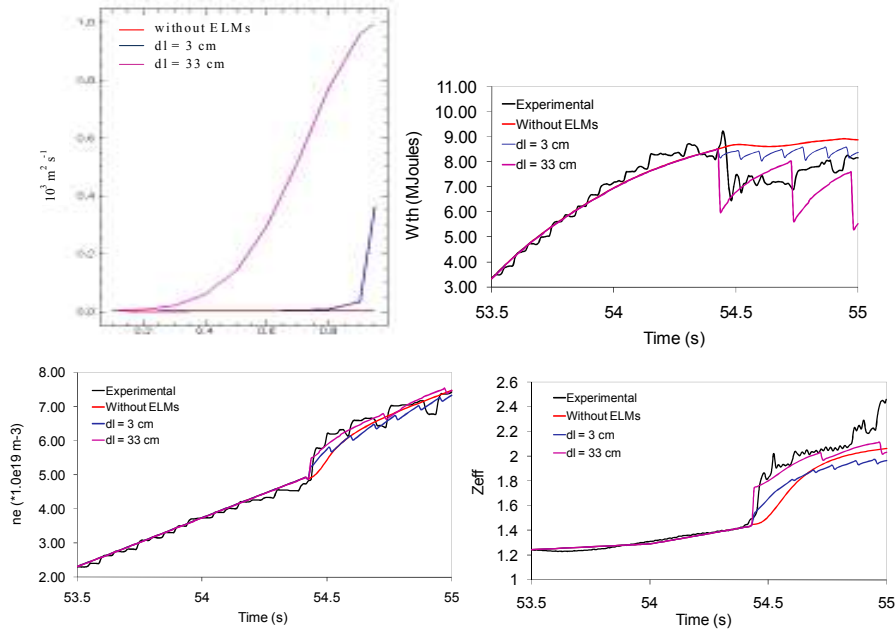 without ELMs
dl = 3 cm
dl = 33 cm
1.0
0.8
0.6
0.4
0.2
0.0
10³ m² s⁻¹
0.2 0.4 0.6 0.8
11.00
10.00
9.00
8.00
7.00
6.00
5.00
4.00
3.00
Wth (MJoules)
Experimental
Without ELMs
dl = 3 cm
dl = 33 cm
53.5 54 54.5 55
Time (s)
8.00
7.00
6.00
5.00
4.00
3.00
2.00
ne (*1.0e19 m-3)
Experimental
Without ELMs
dl = 3 cm
dl = 33 cm
53.5 54 54.5 55
Time (s)
2.6
2.4
2.2
2
1.8
1.6
1.4
1.2
1
Zeff
Experimental
Without ELMs
dl = 3 cm
dl = 33 cm
53.5 54 54.5 55
Time (s)